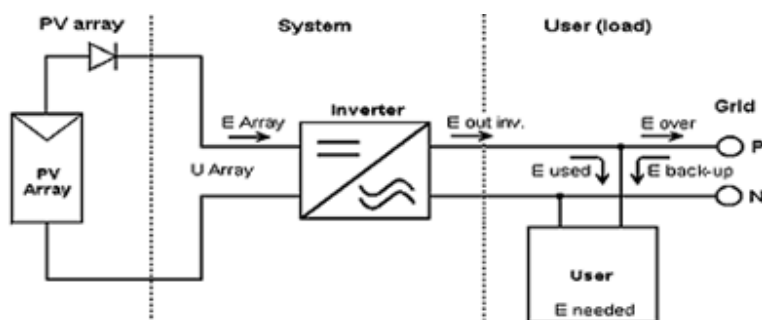 PV array
System
User (load)
Grid
E Array
Inverter
E out inv.
E over
P
PV
Array
U Array
E used
E back-up
N
User
E needed